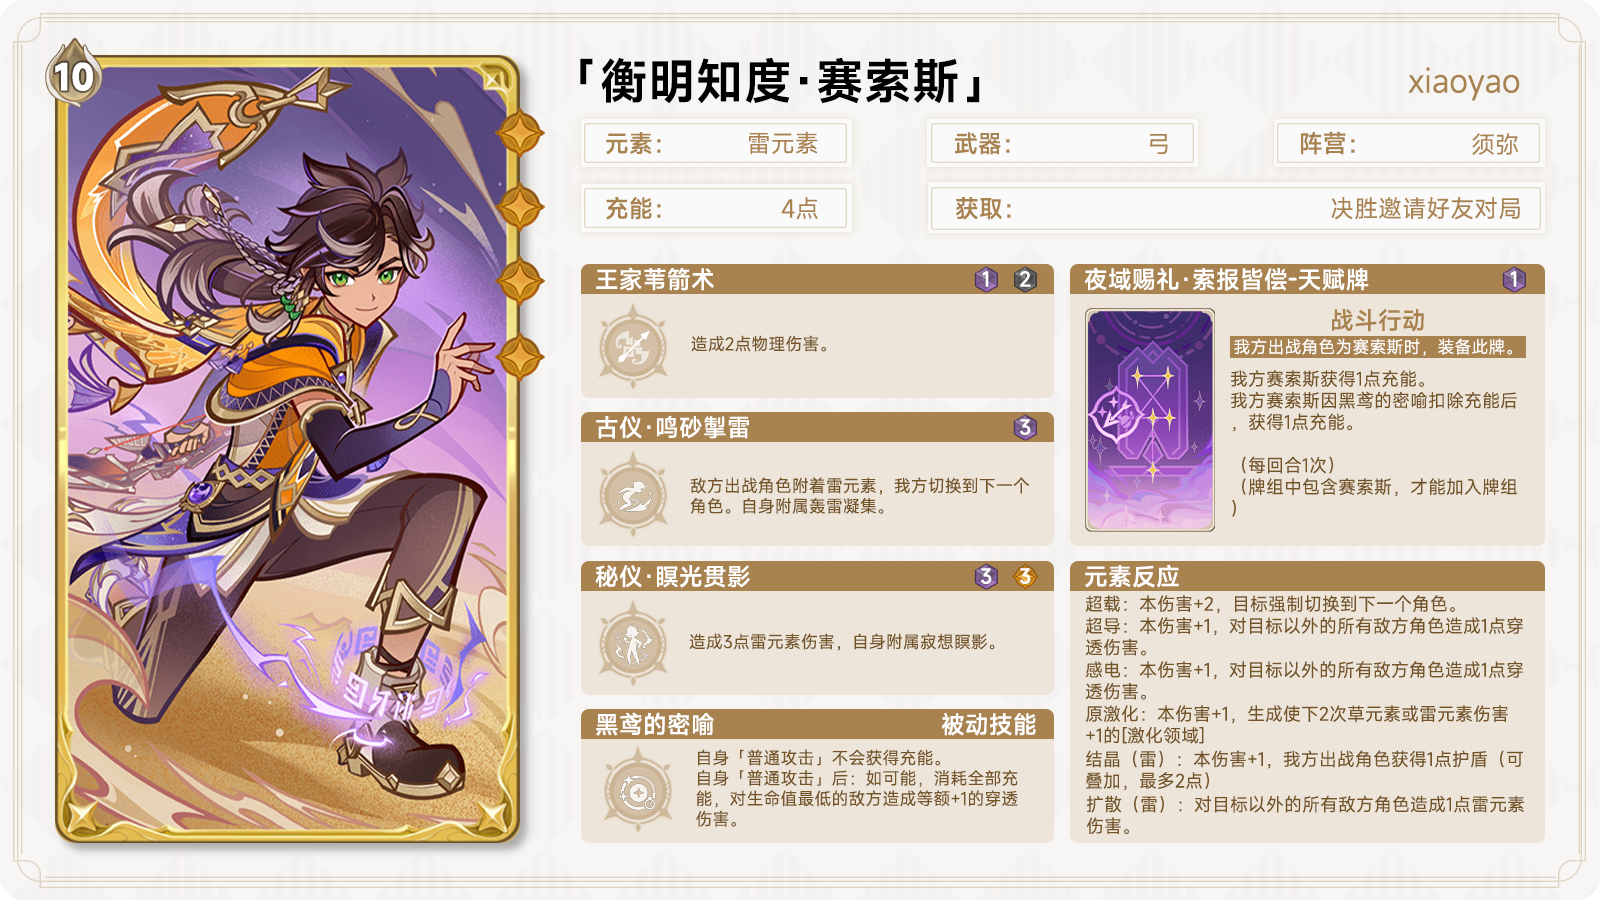 10
「衡明知度·赛索斯」
xiaoyao
元素：
雷元素
武器：
弓
阵营：
须弥
充能：
4点
获取：
决胜邀请好友对局
王家苇箭术
1 2
造成2点物理伤害。
古仪·鸣砂掣雷
3
敌方出战角色附着雷元素，我方切换到下一个
角色。自身附属轰雷凝集。
秘仪·瞑光贯影
3 3
造成3点雷元素伤害，自身附属寂想瞑影。
黑鸢的密喻
被动技能
自身「普通攻击」不会获得充能。
自身「普通攻击」后：如可能，消耗全部充
能，对生命值最低的敌方造成等额+1的穿透
伤害。
夜域赐礼·索报皆偿-天赋牌
1
战斗行动
我方出战角色为赛索斯时，装备此牌。
我方赛索斯获得1点充能。
我方赛索斯因黑鸢的密喻扣除充能后
，获得1点充能。
（每回合1次）
（牌组中包含赛索斯，才能加入牌组
）
元素反应
超载：本伤害+2，目标强制切换到下一个角色。
超导：本伤害+1，对目标以外的所有敌方角色造成1点穿
透伤害。
感电：本伤害+1，对目标以外的所有敌方角色造成1点穿
透伤害。
原激化：本伤害+1，生成使下2次草元素或雷元素伤害
+1的[激化领域]
结晶（雷）：本伤害+1，我方出战角色获得1点护盾（可
叠加，最多2点）
扩散（雷）：对目标以外的所有敌方角色造成1点雷元素
伤害。